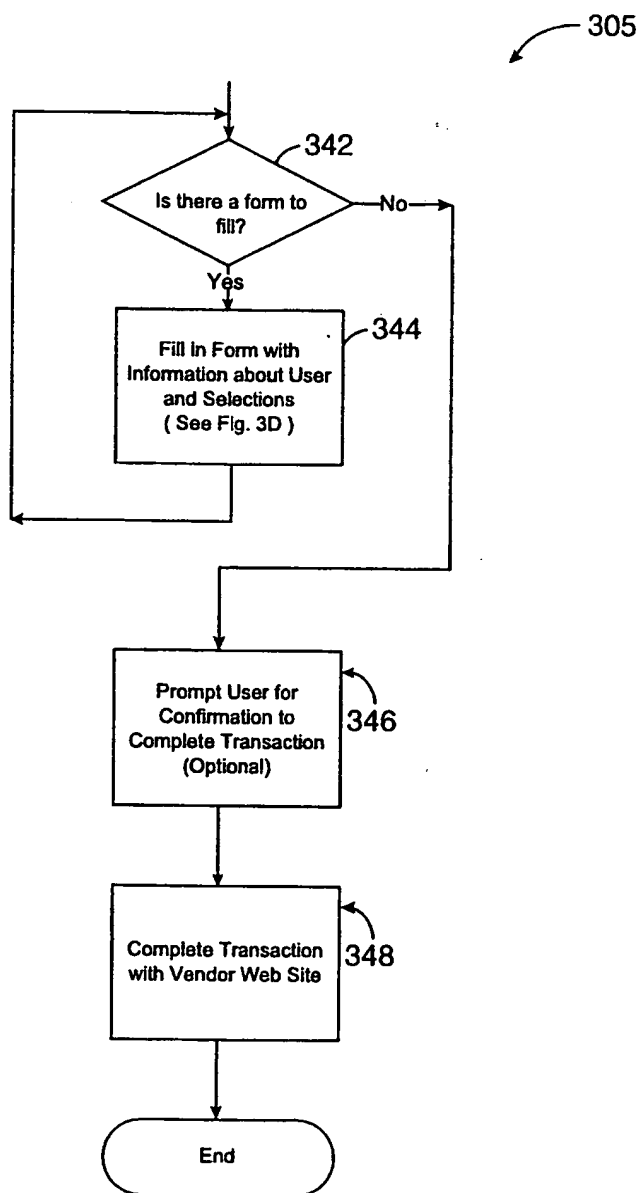 305
342
Is there a form to
fill?
No
Yes
344
Fill in Form with
Information about User
and Selections
( See Fig. 3D )
Prompt User for
Confirmation to
Complete Transaction
(Optional)
346
Complete Transaction
with Vendor Web Site
348
End